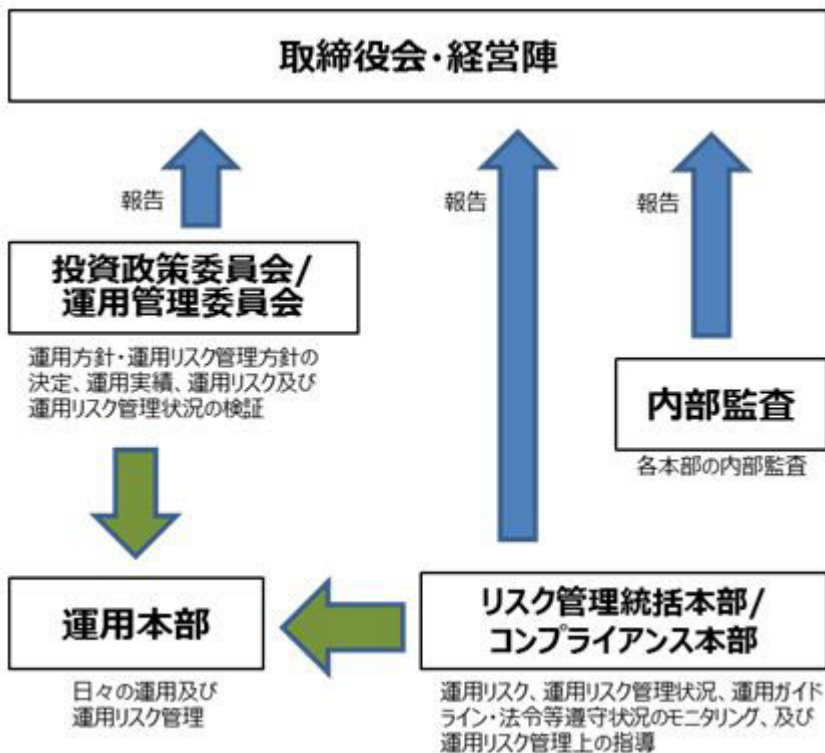 取締役会・経営陣
報告
報告
報告
投資政策委員会/
運用管理委員会
運用方針・運用リスク管理方針の
決定、運用実績、運用リスク及び
運用リスク管理状況の検証
内部監査
各本部の内部監査
運用本部
日々の運用及び
運用リスク管理
リスク管理統括本部/
コンプライアンス本部
運用リスク、運用リスク管理状況、運用ガイド
ライン・法令等遵守状況のモニタリング、及び
運用リスク管理上の指導